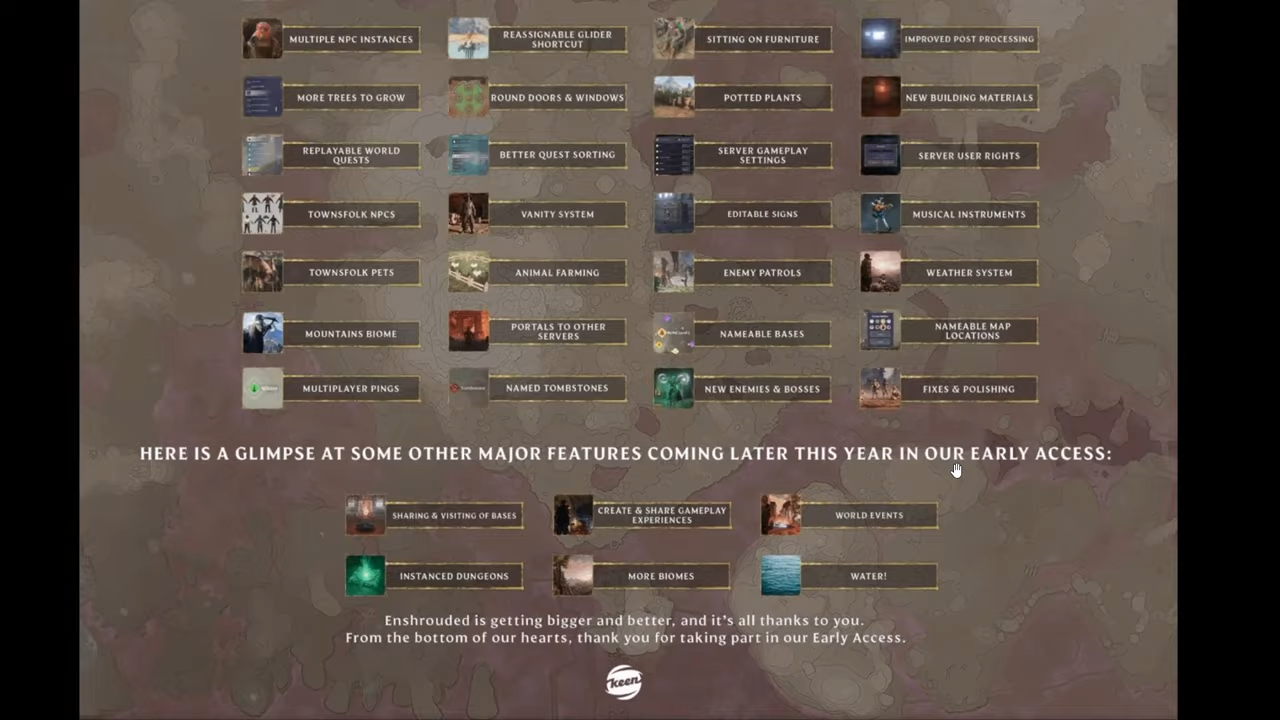 MULTIPLE NPC INSTANCES
REASSIGNABLE GLIDER
SHORTCUT
SITTING ON FURNITURE
IMPROVED POST PROCESSING
MORE TREES TO GROW
ROUND DOORS & WINDOWS
POTTED PLANTS
NEW BUILDING MATERIALS
REPLAYABLE WORLD
QUESTS
BETTER QUEST SORTING
SERVER GAMEPLAY
SETTINGS
SERVER USER RIGHTS
TOWNSFOLK NPCS
VANITY SYSTEM
EDITABLE SIGNS
MUSICAL INSTRUMENTS
TOWNSFOLK PETS
ANIMAL FARMING
ENEMY PATROLS
WEATHER SYSTEM
MOUNTAINS BIOME
PORTALS TO OTHER
SERVERS
NAMEABLE BASES
NAMEABLE MAP
LOCATIONS
MULTIPLAYER PINGS
NAMED TOMBSTONES
NEW ENEMIES & BOSSES
FIXES & POLISHING
HERE IS A GLIMPSE AT SOME OTHER MAJOR FEATURES COMING LATER THIS YEAR IN OUR EARLY ACCESS:
SHARING & VISITING OF BASES
CREATE & SHARE GAMEPLAY
EXPERIENCES
WORLD EVENTS
INSTANCED DUNGEONS
MORE BIOMES
WATER!
Enshrouded is getting bigger and better, and it's all thanks to you.
From the bottom of our hearts, thank you for taking part in our Early Access.
keen